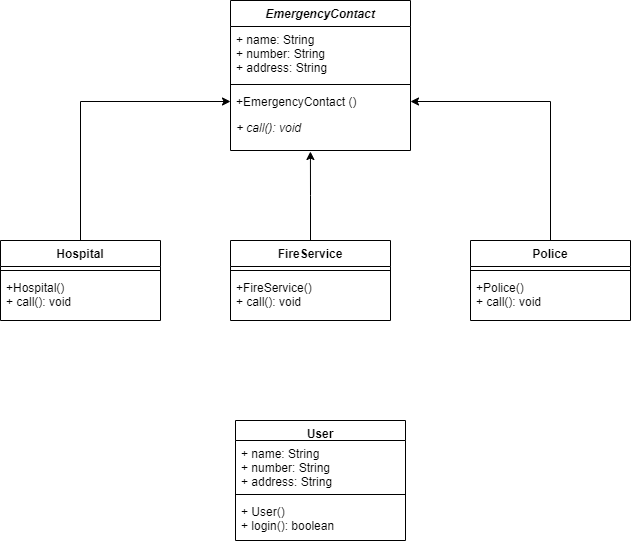 EmergencyContact
+ name: String
+ number: String
+ address: String
+EmergencyContact ()
+ call(): void
Hospital
+Hospital()
+ call(): void
FireService
+FireService()
+ call(): void
Police
+Police()
+ call(): void
User
+ name: String
+ number: String
+ address: String
+ User()
+ login(): boolean